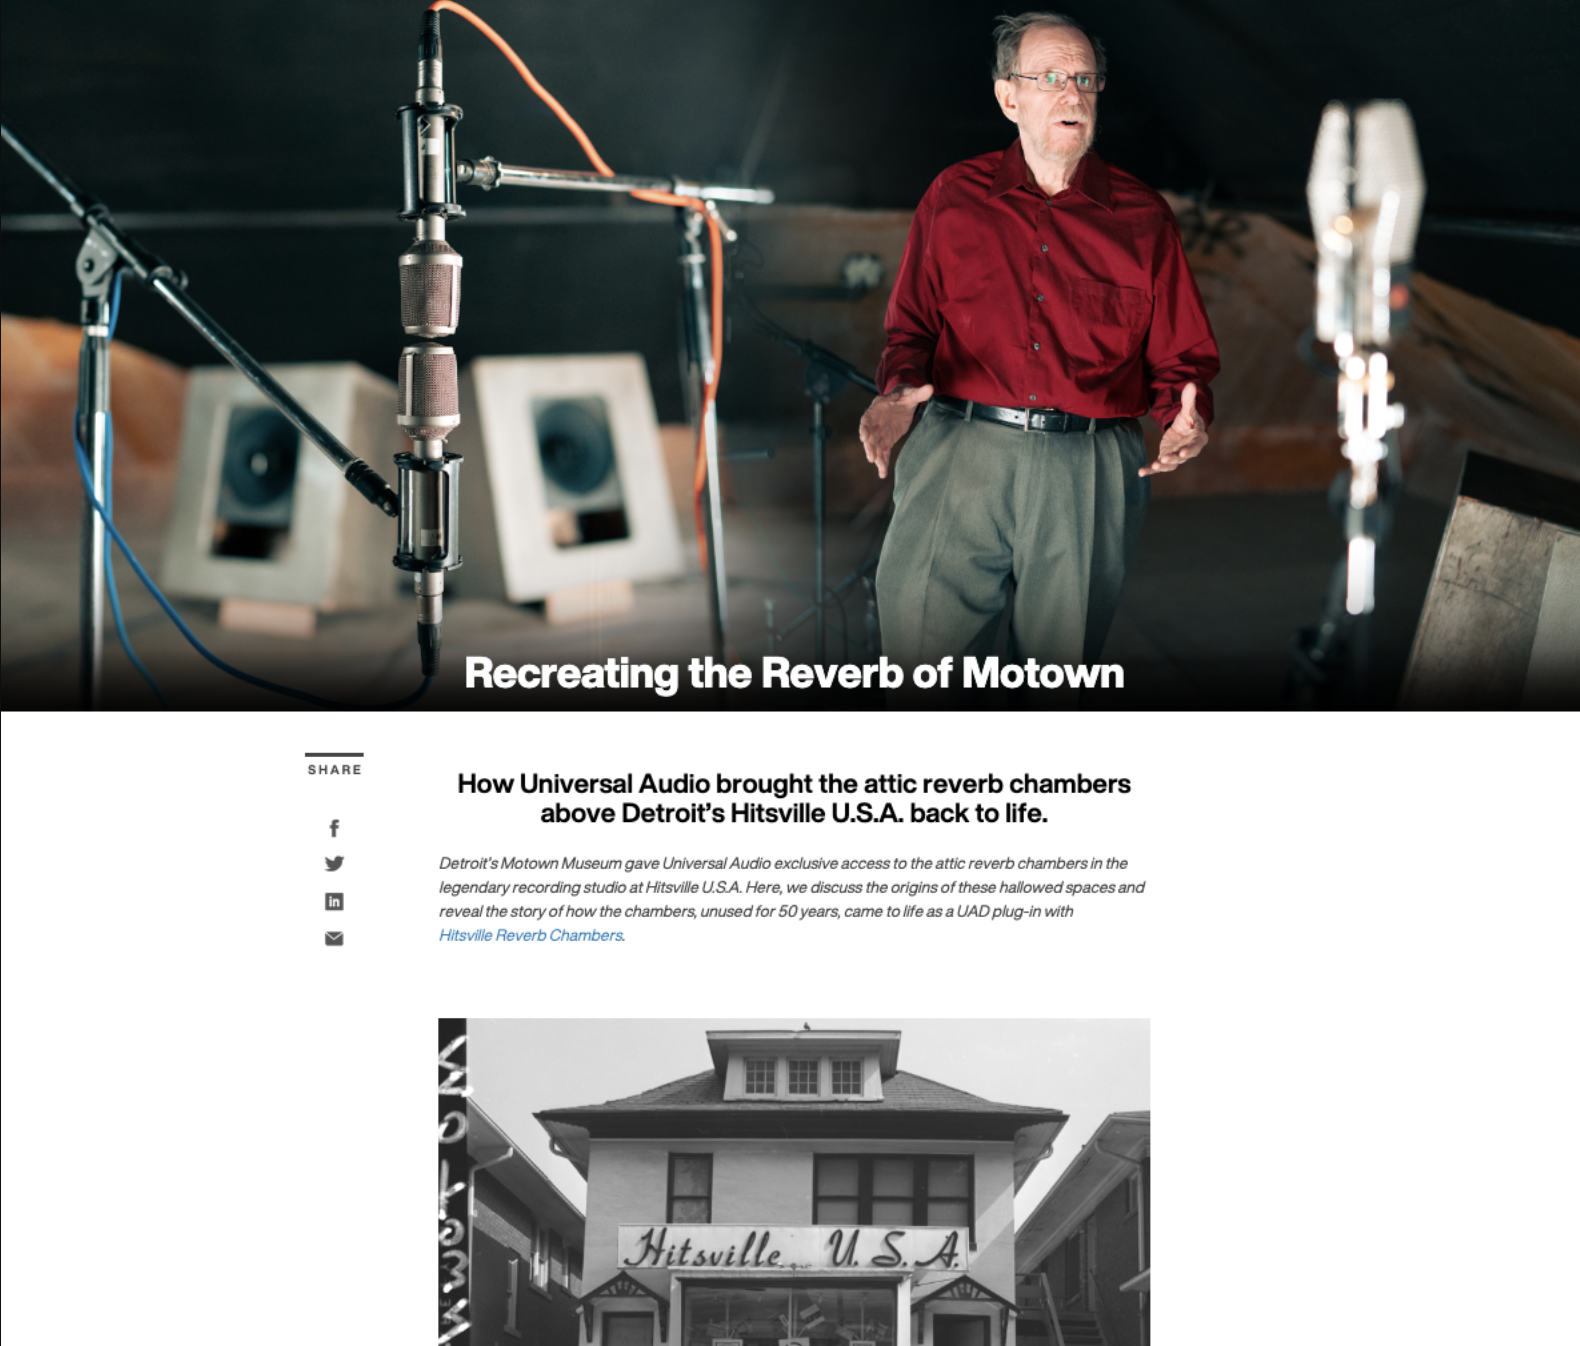 Recreating the Reverb of Motown
SHARE
How Universal Audio brought the attic reverb chambers
above Detroit’s Hitsville U.S.A. back to life.
Detroit’s Motown Museum gave Universal Audio exclusive access to the attic reverb chambers in the
legendary recording studio at Hitsville U.S.A. Here, we discuss the origins of these hallowed spaces and
reveal the story of how the chambers, unused for 50 years, came to life as a UAD plug-in with
Hitsville Reverb Chambers.
Hitsville U.S.A.